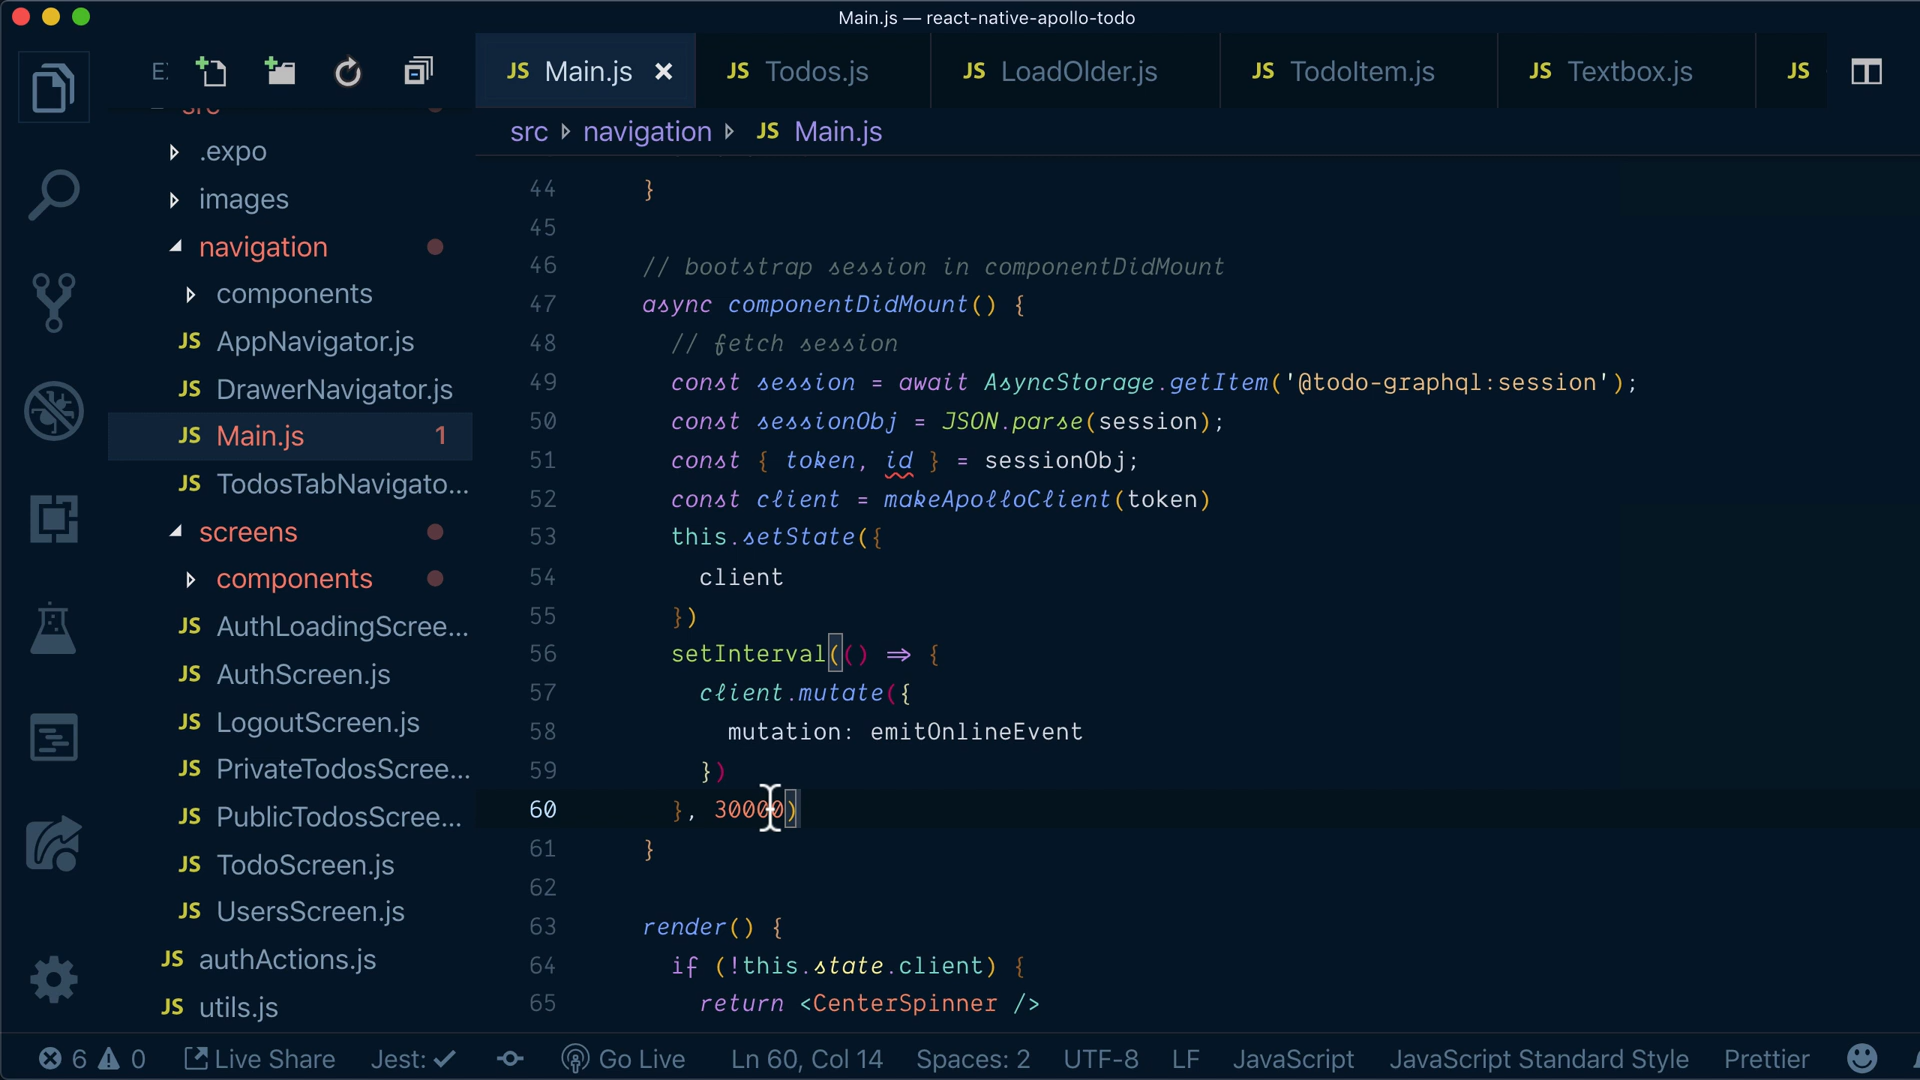 Main.js — react-native-apollo-todo
E:
JS Main.js
JS Todos.js
JS LoadOlder.js
JS TodoItem.js
JS Textbox.js
JS
src
.expo
images
navigation
components
JS AppNavigator.js
JS DrawerNavigator.js
JS Main.js 1
JS TodosTabNavigato...
screens
components
JS AuthLoadingScree...
JS AuthScreen.js
JS LogoutScreen.js
JS PrivateTodosScree...
JS PublicTodosScree...
JS TodoScreen.js
JS UsersScreen.js
JS authActions.js
JS utils.js
src navigation JS Main.js
44 }
45
46 // bootstrap session in componentDidMount
47 async componentDidMount() {
48 // fetch session
49 const session = await AsyncStorage.getItem('@todo-graphql:session');
50 const sessionObj = JSON.parse(session);
51 const { token, id } = sessionObj;
52 const client = makeApolloClient(token)
53 this.setState({
54 client
55 })
56 setInterval(() => {
57 client.mutate({
58 mutation: emitOnlineEvent
59 })
60 }, 30000)
61 }
62
63 render() {
64 if (!this.state.client) {
65 return <CenterSpinner />
6 0 Live Share Jest: Go Live Ln 60, Col 14 Spaces: 2 UTF-8 LF JavaScript JavaScript Standard Style Prettier